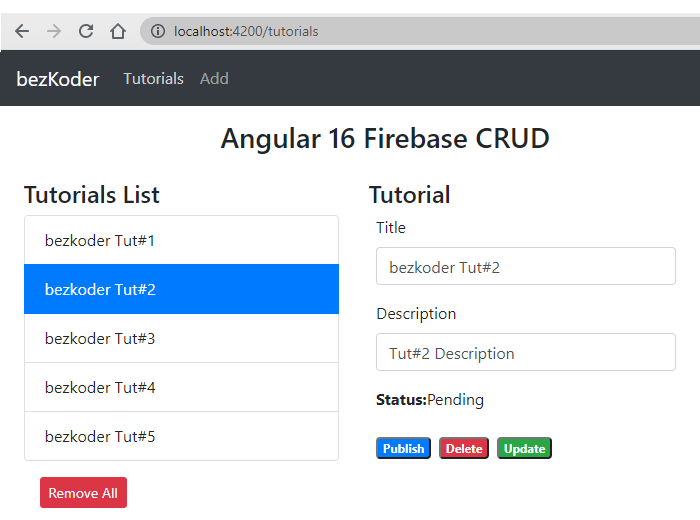 localhost:4200/tutorials
bezKoder Tutorials Add
Angular 16 Firebase CRUD
Tutorials List
bezkoder Tut#1
bezkoder Tut#2
bezkoder Tut#3
bezkoder Tut#4
bezkoder Tut#5
Remove All
Tutorial
Title
bezkoder Tut#2
Description
Tut#2 Description
Status:Pending
Publish Delete Update